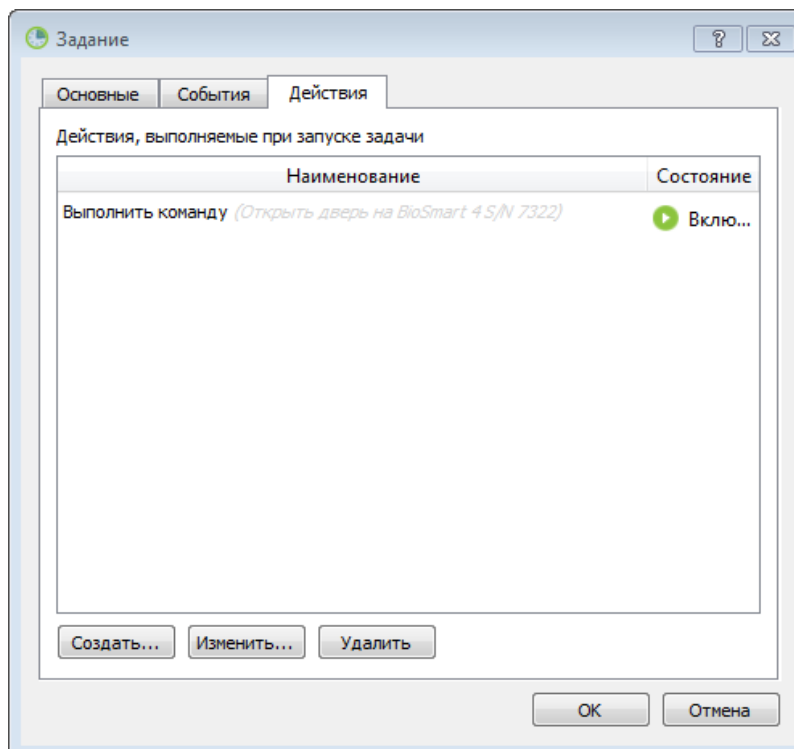 Задание
Основные События Действия
Действия, выполняемые при запуске задачи
Наименование Состояние
Выполнить команду (Открыть дверь на BioSmart 4 S/N 7322) Вклю...
Создать... Изменить... Удалить
OK Отмена